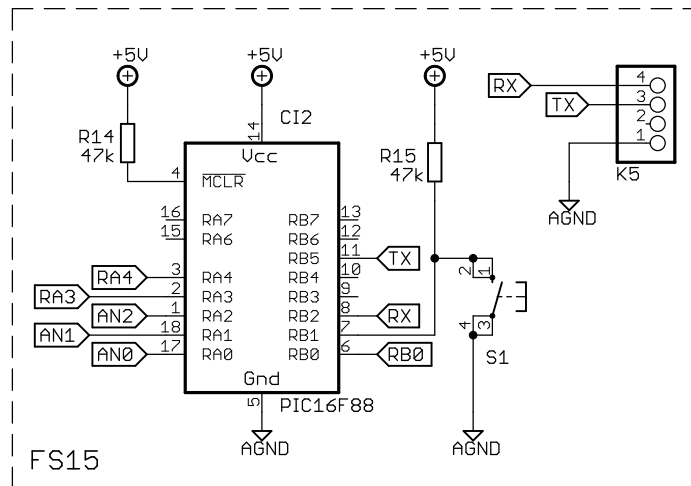 +5V +5V +5V
RX 4
TX 3
2
1
K5
AGND
R14
47k
14 CI2
Vcc
R15
47k
4 MCLR
16 RA7 RB7 13
15 RA6 RB6 12
RB5 11 TX
RA4 3 RA4 RB4 10
RA3 2 RA3 RB3 9
AN2 1 RA2 RB2 8 RX
AN1 18 RA1 RB1 7
AN0 17 RA0 RB0 6 RB0
2 1
4 3
S1
Gnd
5 PIC16F88
AGND AGND
FS15